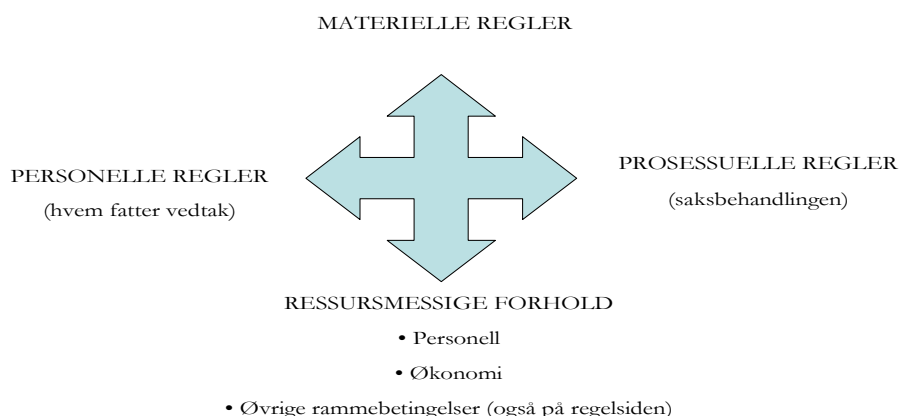 MATERIELLE REGLER
PERSONELLE REGLER
(hvem fatter vedtak)
PROSESSUELLE REGLER
(saksbehandlingen)
RESSURSMESSIGE FORHOLD
• Personell
• Økonomi
• Øvrige rammebetingelser (også på regelsiden)